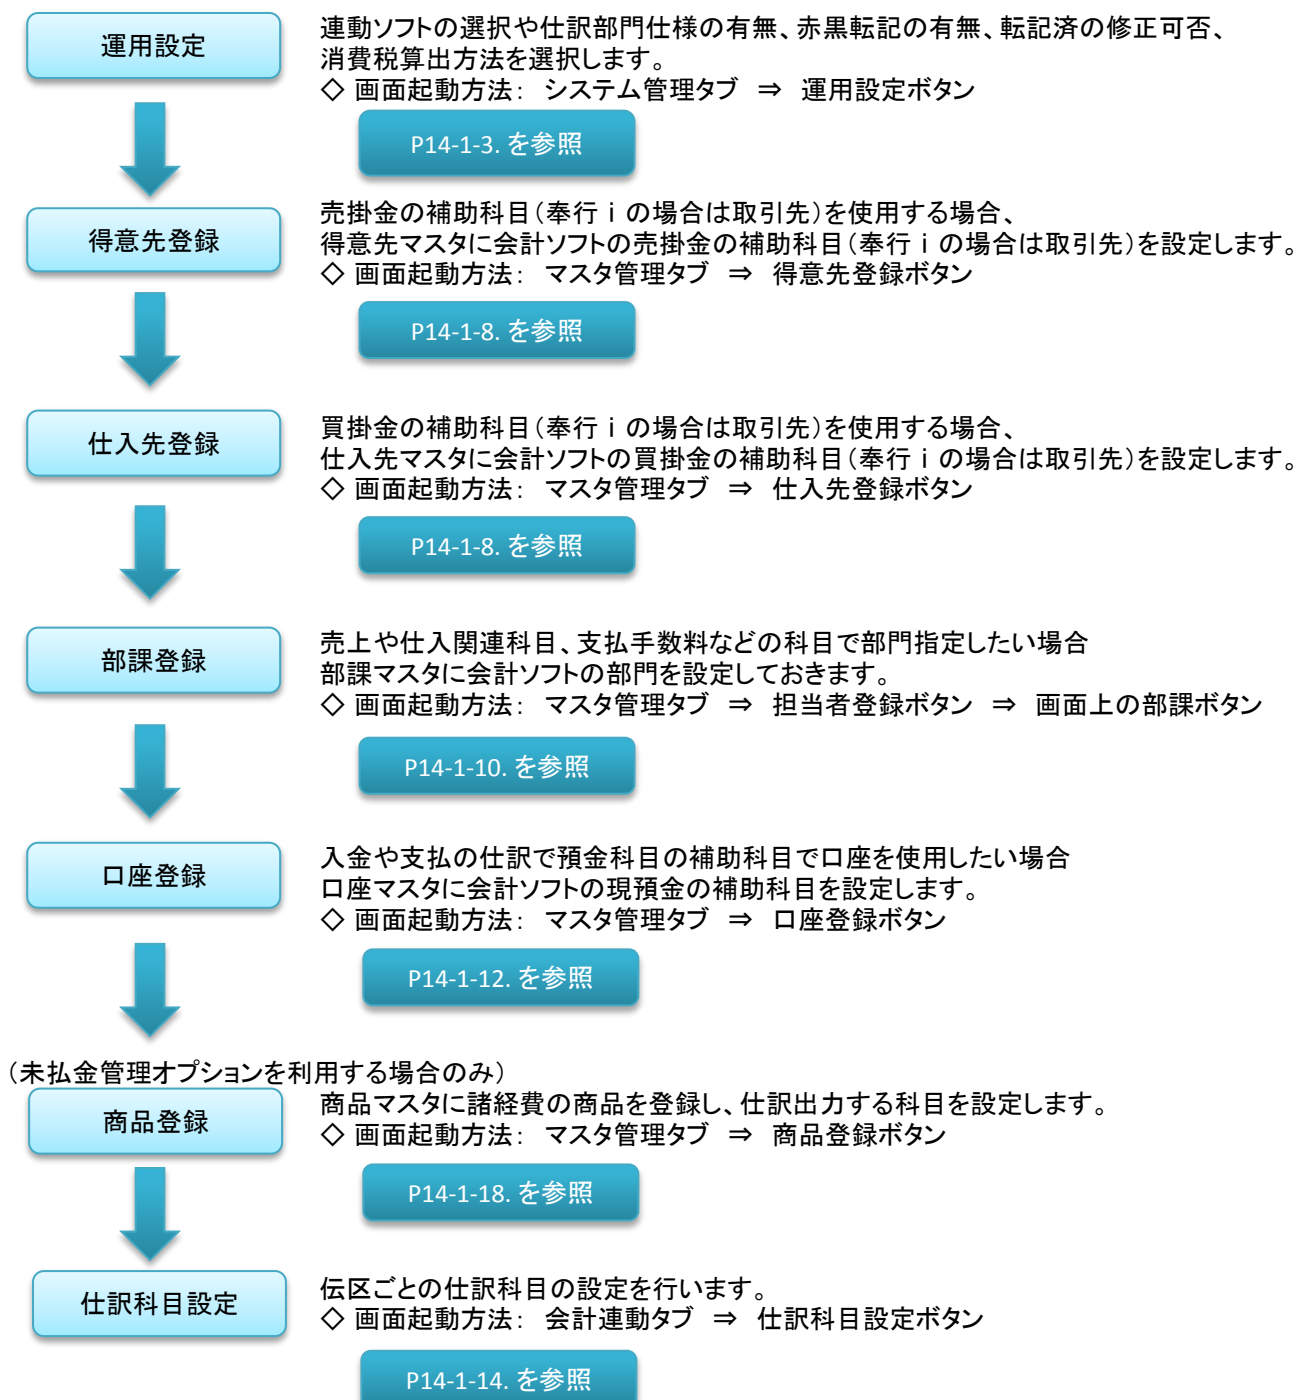 運用設定
連動ソフトの選択や仕訳部門仕様の有無、赤黒転記の有無、転記済の修正可否、
消費税算出方法を選択します。
◇ 画面起動方法： システム管理タブ ⇒ 運用設定ボタン
P14-1-3. を参照
得意先登録
売掛金の補助科目（奉行ｉの場合は取引先）を使用する場合、
得意先マスタに会計ソフトの売掛金の補助科目（奉行ｉの場合は取引先）を設定します。
◇ 画面起動方法： マスタ管理タブ ⇒ 得意先登録ボタン
P14-1-8. を参照
仕入先登録
買掛金の補助科目（奉行ｉの場合は取引先）を使用する場合、
仕入先マスタに会計ソフトの買掛金の補助科目（奉行ｉの場合は取引先）を設定します。
◇ 画面起動方法： マスタ管理タブ ⇒ 仕入先登録ボタン
P14-1-8. を参照
部課登録
売上や仕入関連科目、支払手数料などの科目で部門指定したい場合
部課マスタに会計ソフトの部門を設定しておきます。
◇ 画面起動方法： マスタ管理タブ ⇒ 担当者登録ボタン ⇒ 画面上の部課ボタン
P14-1-10. を参照
口座登録
入金や支払の仕訳で預金科目の補助科目で口座を使用したい場合
口座マスタに会計ソフトの現預金の補助科目を設定します。
◇ 画面起動方法： マスタ管理タブ ⇒ 口座登録ボタン
P14-1-12. を参照
（未払金管理オプションを利用する場合のみ）
商品登録
商品マスタに諸経費の商品を登録し、仕訳出力する科目を設定します。
◇ 画面起動方法： マスタ管理タブ ⇒ 商品登録ボタン
P14-1-18. を参照
仕訳科目設定
伝区ごとの仕訳科目の設定を行います。
◇ 画面起動方法： 会計連動タブ ⇒ 仕訳科目設定ボタン
P14-1-14. を参照